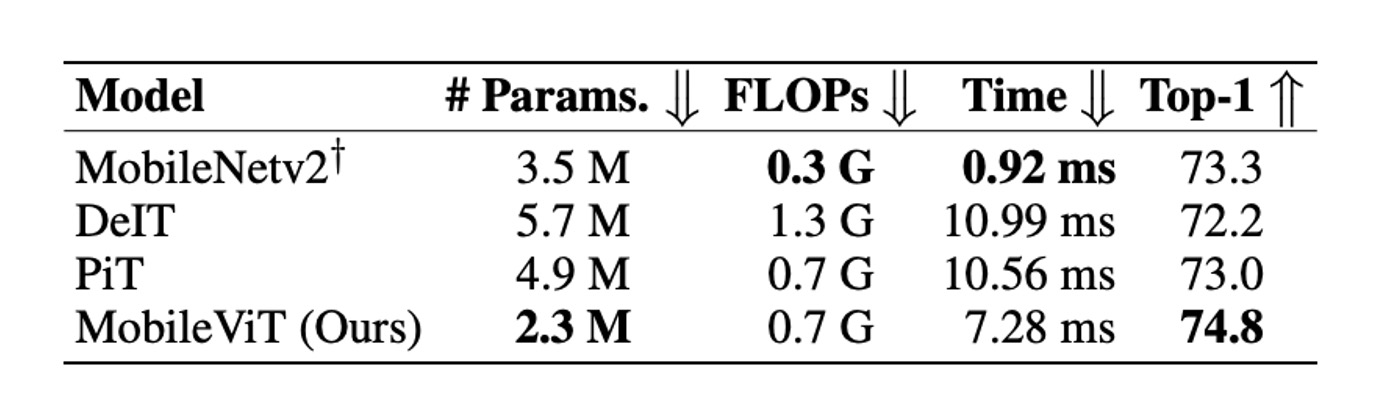 Model # Params. ⇓ FLOPs ⇓ Time ⇓ Top-1 ⇑
MobileNetv2† 3.5 M 0.3 G 0.92 ms 73.3
DeIT 5.7 M 1.3 G 10.99 ms 72.2
PiT 4.9 M 0.7 G 10.56 ms 73.0
MobileViT (Ours) 2.3 M 0.7 G 7.28 ms 74.8